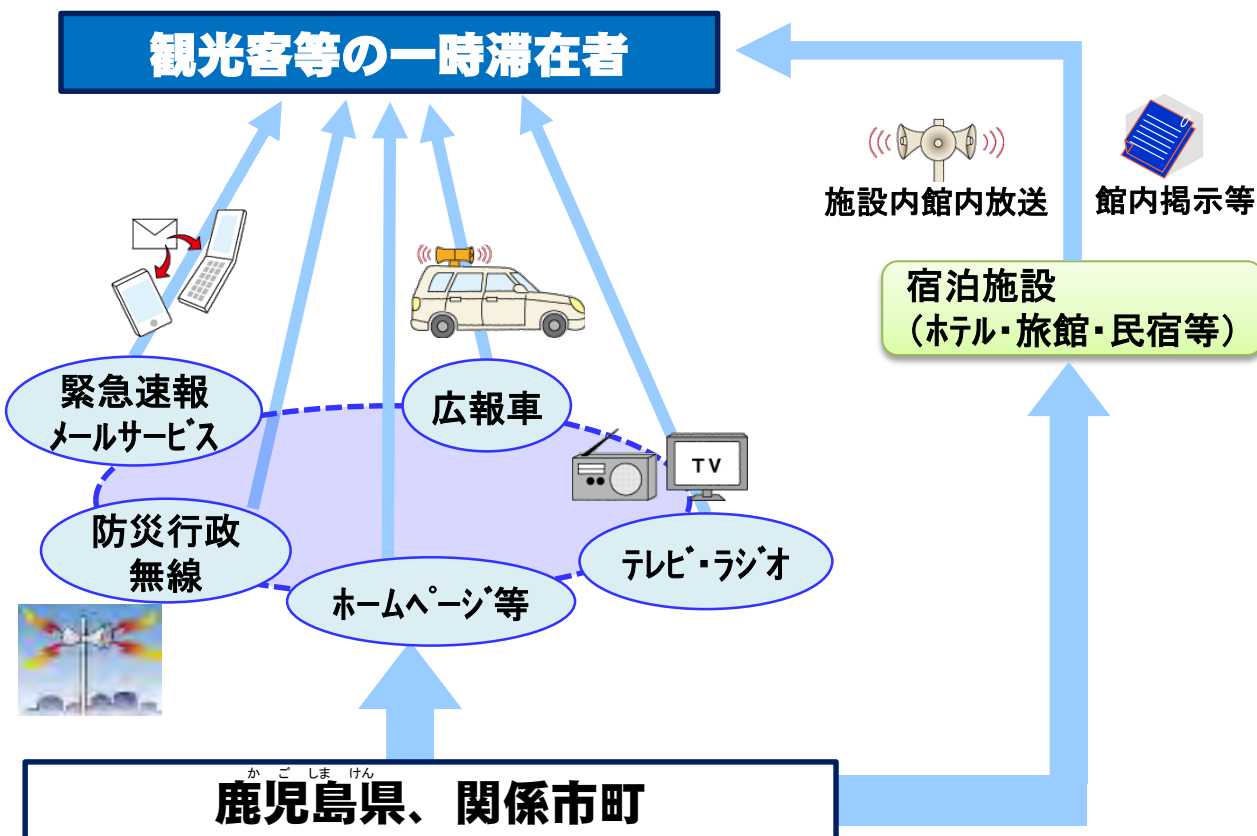 観光客等の一時滞在者
施設内館内放送
館内掲示等
宿泊施設
(ホテル・旅館・民宿等)
緊急速報
メールサービス
広報車
TV
防災行政
無線
ホームページ等
テレビ・ラジオ
かごしまけん
鹿児島県、関係市町